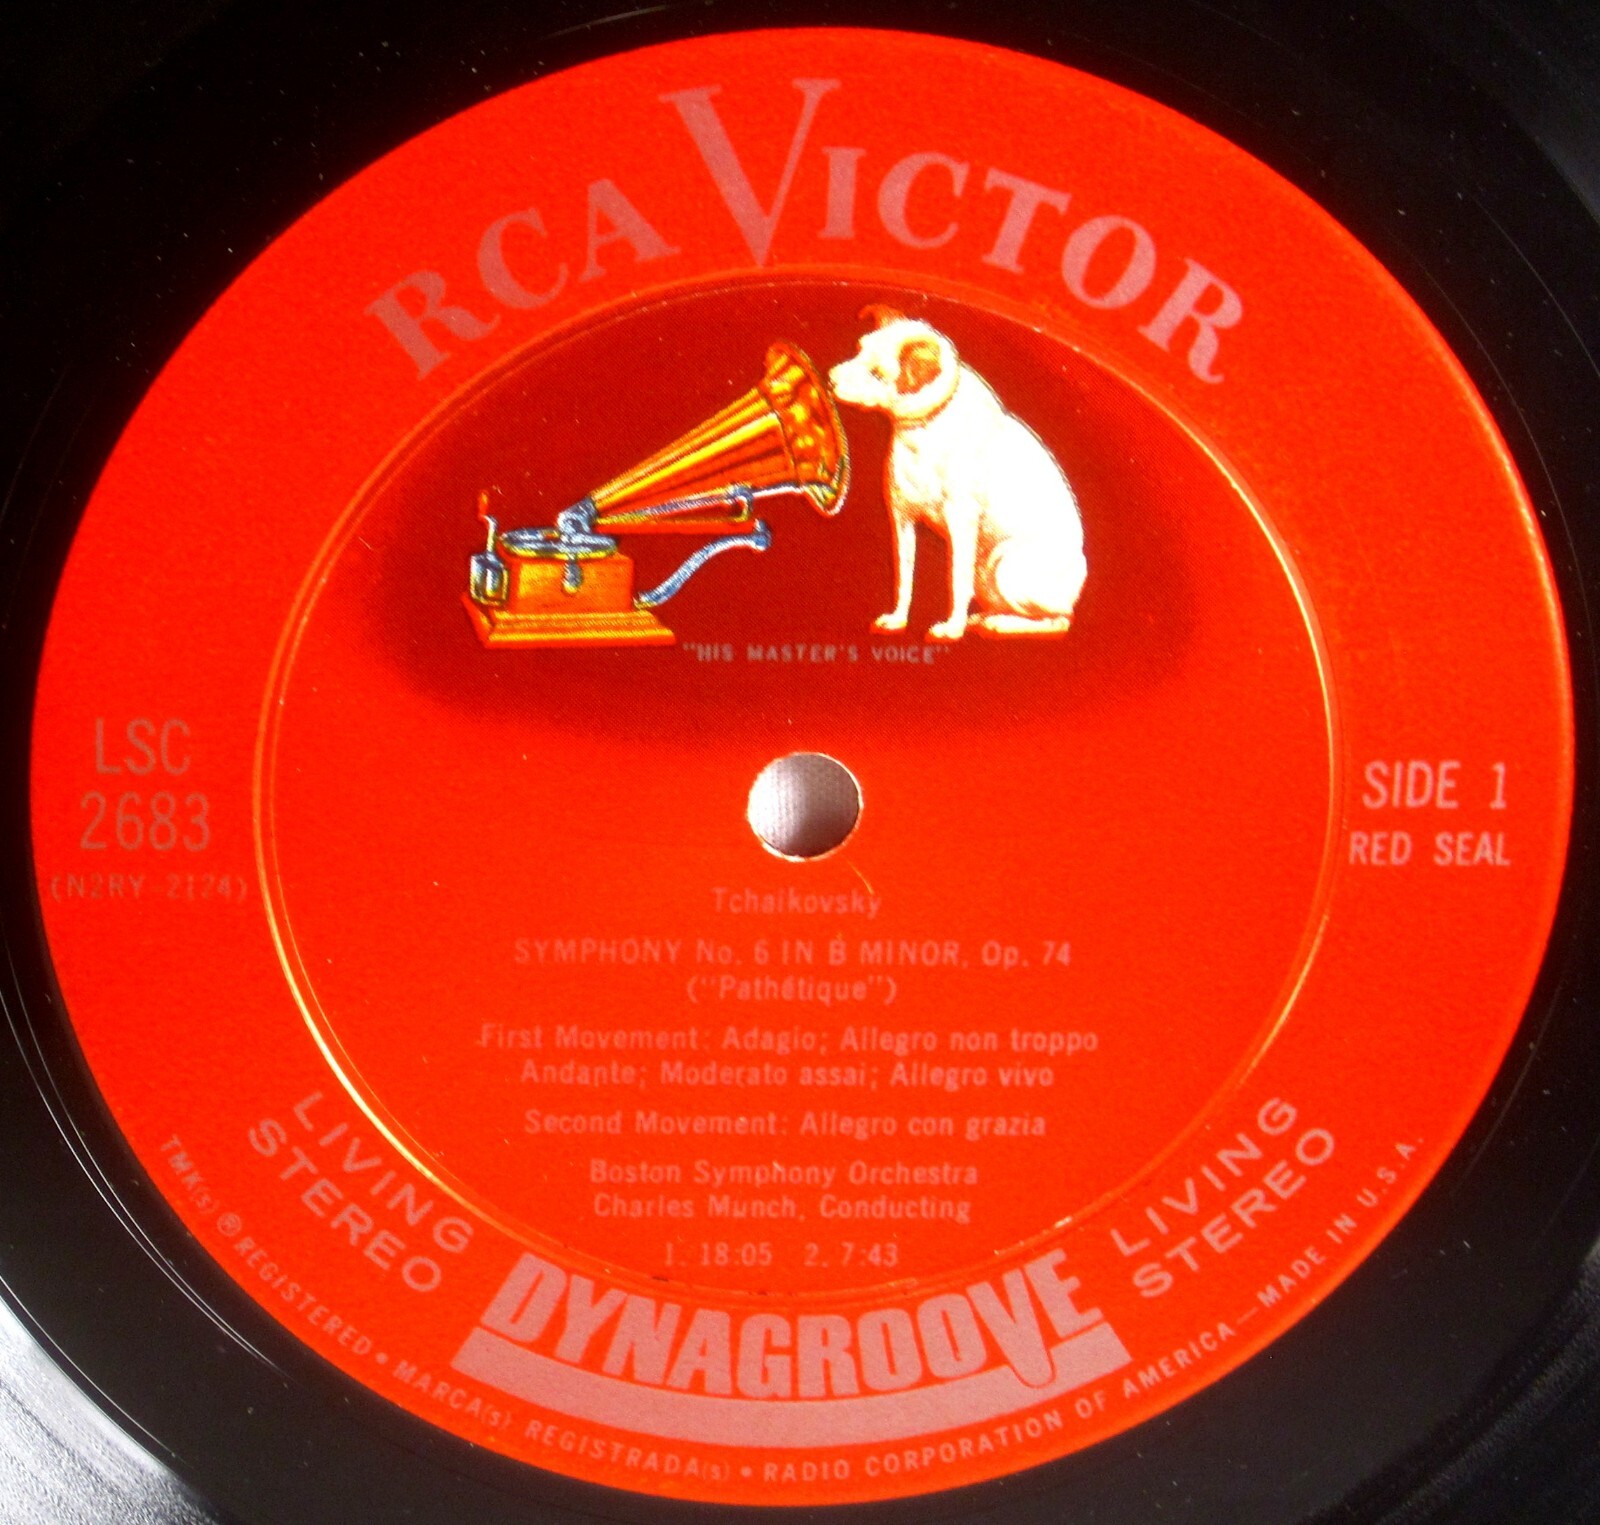 RCA VICTOR
"HIS MASTER'S VOICE"
LSC
2683
(N2RY-2124)
SIDE 1
RED SEAL
Tchaikovsky
SYMPHONY No. 6 IN B MINOR, Op. 74
("Pathétique")
First Movement: Adagio; Allegro non troppo
Andante; Moderato assai; Allegro vivo
Second Movement: Allegro con grazia
Boston Symphony Orchestra
Charles Munch, Conducting
1. 18:05 2. 7:43
LIVING
STEREO
DYNAGROOVE
LIVING
STEREO
TMK(s) ® REGISTERED • MARCA(s) REGISTRADA(s) • RADIO CORPORATION OF AMERICA—MADE IN U.S.A.